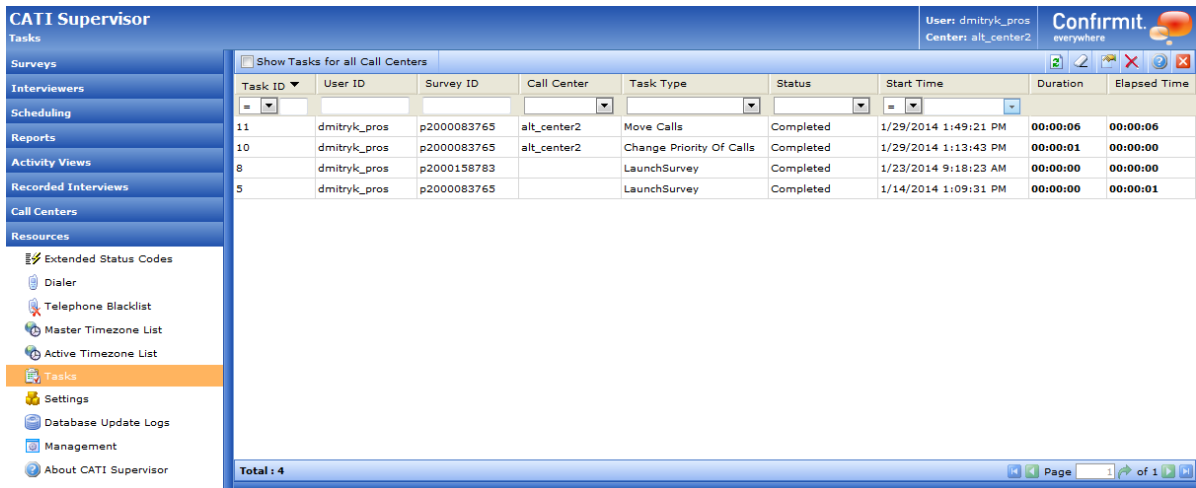 CATI Supervisor
Tasks
User: dmitryk_pros
Center: alt_center2
Confirmit.
everywhere
Surveys
Interviewers
Scheduling
Reports
Activity Views
Recorded Interviews
Call Centers
Resources
Extended Status Codes
Dialer
Telephone Blacklist
Master Timezone List
Active Timezone List
Tasks
Settings
Database Update Logs
Management
About CATI Supervisor
Show Tasks for all Call Centers
Task ID User ID Survey ID Call Center Task Type Status Start Time Duration Elapsed Time
= =
11 dmitryk_pros p2000083765 alt_center2 Move Calls Completed 1/29/2014 1:49:21 PM 00:00:06 00:00:06
10 dmitryk_pros p2000083765 alt_center2 Change Priority Of Calls Completed 1/29/2014 1:13:43 PM 00:00:01 00:00:00
8 dmitryk_pros p2000158783 LaunchSurvey Completed 1/23/2014 9:18:23 AM 00:00:00 00:00:00
5 dmitryk_pros p2000083765 LaunchSurvey Completed 1/14/2014 1:09:31 PM 00:00:00 00:00:01
Total : 4
Page 1 of 1